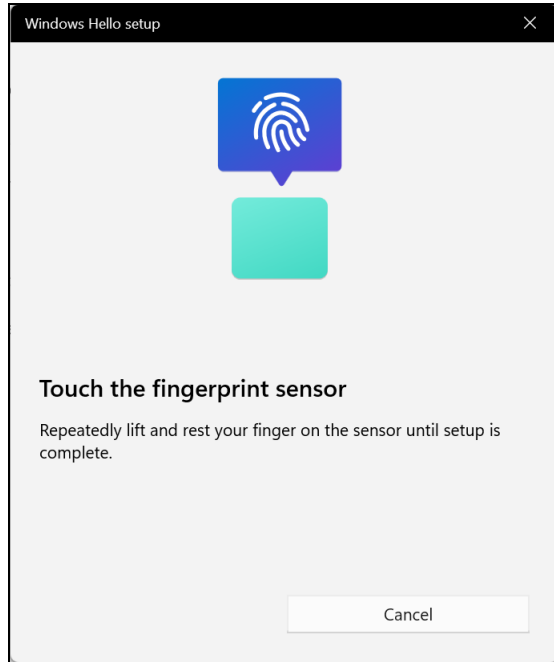 Windows Hello setup
Touch the fingerprint sensor
Repeatedly lift and rest your finger on the sensor until setup is
complete.
Cancel